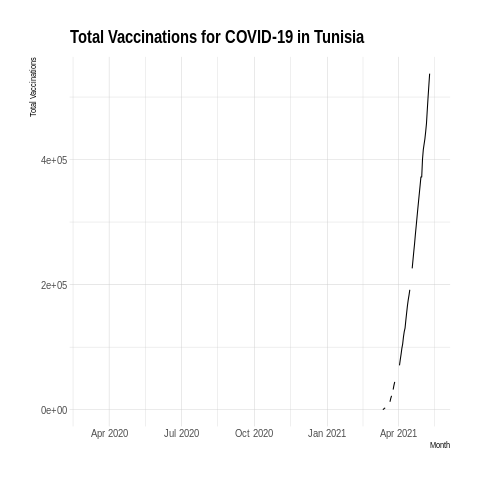 Total Vaccinations for COVID-19 in Tunisia
Total Vaccinations
4e+05
2e+05
0e+00
Apr 2020 Jul 2020 Oct 2020 Jan 2021 Apr 2021
Month